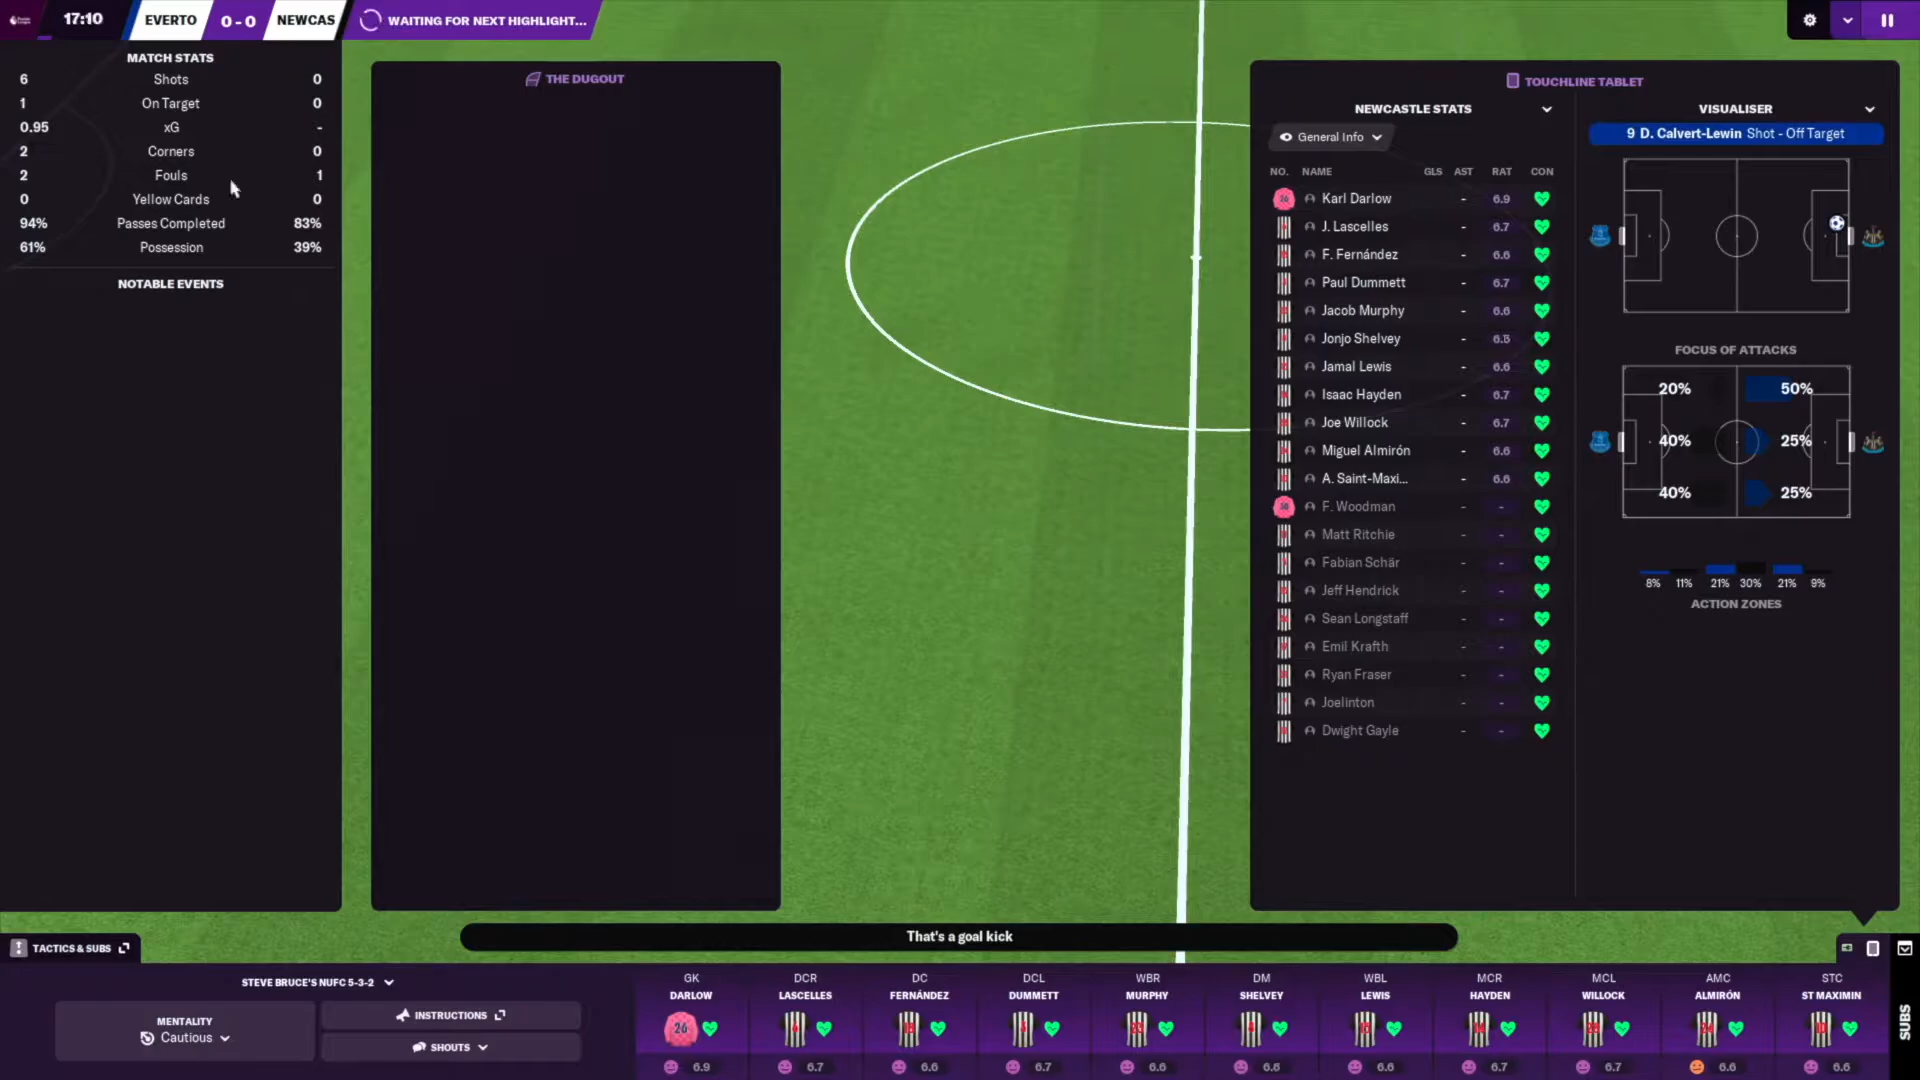 17:10 EVERTO 0 - 0 NEWCAS WAITING FOR NEXT HIGHLIGHT...
MATCH STATS
6 Shots 0
1 On Target 0
0.95 xG -
2 Corners 0
2 Fouls 1
0 Yellow Cards 0
94% Passes Completed 83%
61% Possession 39%
NOTABLE EVENTS
THE DUGOUT
TOUCHLINE TABLET
NEWCASTLE STATS
General Info
NO. NAME GLS AST RAT CON
Karl Darlow - 6.9
J. Lascelles - 6.7
F. Fernández - 6.6
Paul Dummett - 6.7
Jacob Murphy - 6.6
Jonjo Shelvey -
Jamal Lewis - 6.6
Isaac Hayden - 6.7
Joe Willock - 6.7
Miguel Almirón - 6.6
A. Saint-Maxi... - 6.6
F. Woodman - -
Matt Ritchie - -
Fabian Schär - -
Jeff Hendrick - -
Sean Longstaff - -
Emil Krafth - -
Ryan Fraser - -
Joelinton - -
Dwight Gayle - -
VISUALISER
9 D. Calvert-Lewin Shot - Off Target
FOCUS OF ATTACKS
20% 50%
40% 25%
40% 25%
8% 11% 21% 30% 21% 9%
ACTION ZONES
That's a goal kick
TACTICS & SUBS
STEVE BRUCE'S NUFC 5-3-2
MENTALITY
Cautious
INSTRUCTIONS
SHOUTS
GK DCR DC DCL WBR DM WBL MCR MCL AMC STC
DARLOW LASCELLES FERNÁNDEZ DUMMETT MURPHY SHELVEY LEWIS HAYDEN WILLOCK ALMIRÓN ST MAXIMIN
26
6.9 6.7 6.6 6.7 6.6 6.6 6.7 6.7 6.6 6.6
SUBS